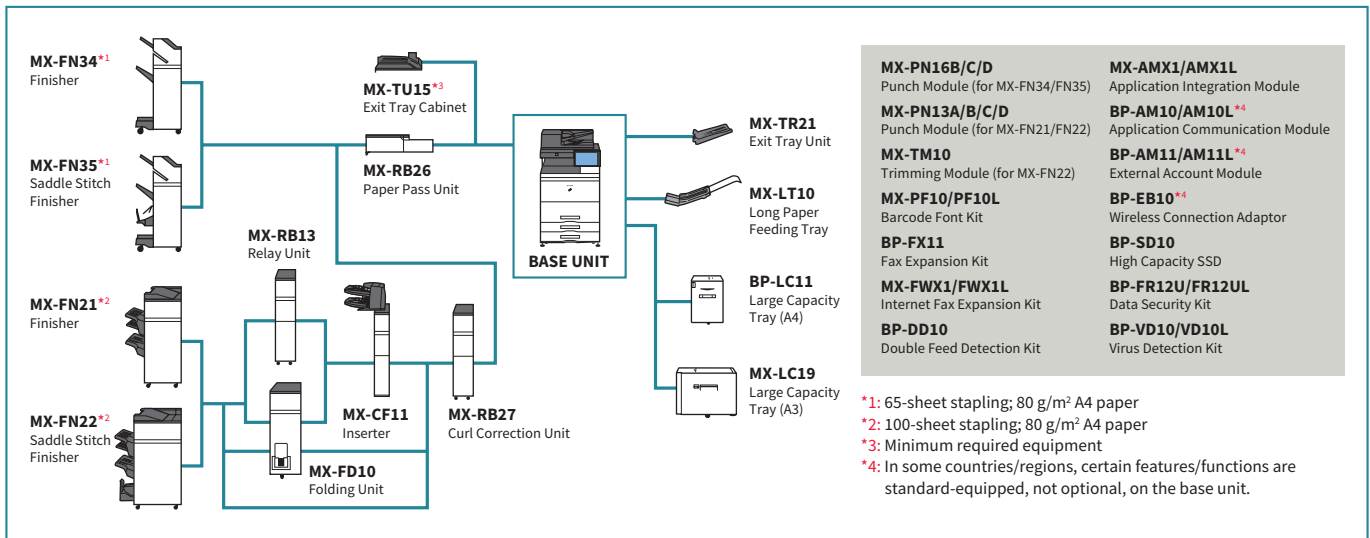 MX-FN34*1
Finisher
MX-FN35*1
Saddle Stitch
Finisher
MX-FN21*2
Finisher
MX-FN22*2
Saddle Stitch
Finisher
MX-TU15*3
Exit Tray Cabinet
MX-RB26
Paper Pass Unit
MX-RB13
Relay Unit
MX-CF11
Inserter
MX-FD10
Folding Unit
MX-RB27
Curl Correction Unit
BASE UNIT
MX-TR21
Exit Tray Unit
MX-LT10
Long Paper
Feeding Tray
BP-LC11
Large Capacity
Tray (A4)
MX-LC19
Large Capacity
Tray (A3)
MX-PN16B/C/D
Punch Module (for MX-FN34/FN35)
MX-PN13A/B/C/D
Punch Module (for MX-FN21/FN22)
MX-TM10
Trimming Module (for MX-FN22)
MX-PF10/PF10L
Barcode Font Kit
BP-FX11
Fax Expansion Kit
MX-FWX1/FWX1L
Internet Fax Expansion Kit
BP-DD10
Double Feed Detection Kit
MX-AMX1/AMX1L
Application Integration Module
BP-AM10/AM10L*4
Application Communication Module
BP-AM11/AM11L*4
External Account Module
BP-EB10*4
Wireless Connection Adaptor
BP-SD10
High Capacity SSD
BP-FR12U/FR12UL
Data Security Kit
BP-VD10/VD10L
Virus Detection Kit
*1: 65-sheet stapling; 80 g/m² A4 paper
*2: 100-sheet stapling; 80 g/m² A4 paper
*3: Minimum required equipment
*4: In some countries/regions, certain features/functions are
standard-equipped, not optional, on the base unit.